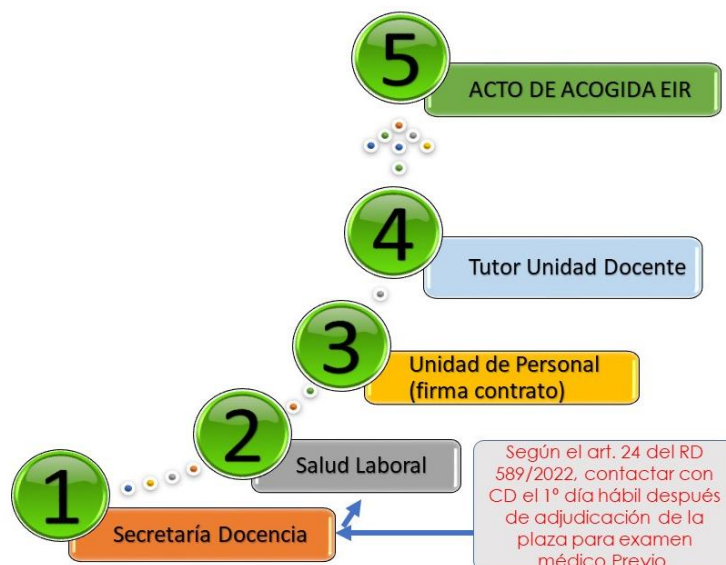 5
ACTO DE ACOGIDA EIR
4
Tutor Unidad Docente
3
Unidad de Personal
(firma contrato)
2
Salud Laboral
1
Secretaría Docencia
Según el art. 24 del RD
589/2022, contactar con
CD el 1º día hábil después
de adjudicación de la
plaza para examen
médico Previo